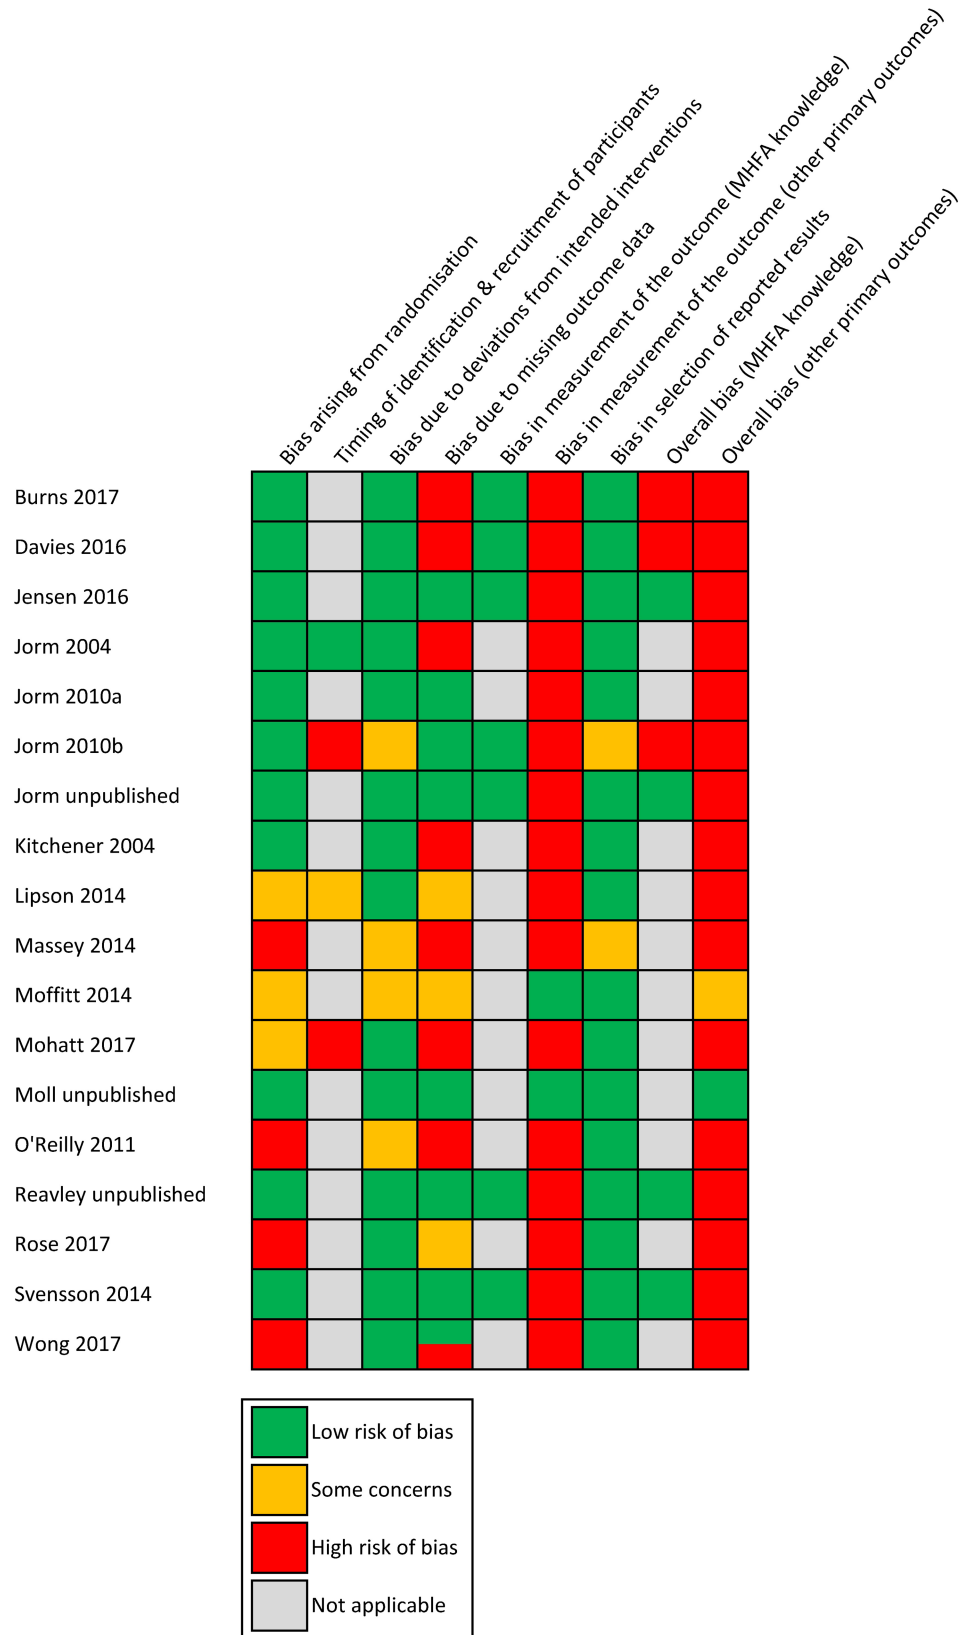 Bias arising from randomisation
Timing of identification & recruitment of participants
Bias due to deviations from intended interventions
Bias due to missing outcome data
Bias in measurement of the outcome (MHFA knowledge)
Bias in measurement of the outcome (other primary outcomes)
Bias in selection of reported results
Overall bias (MHFA knowledge)
Overall bias (other primary outcomes)
Burns 2017
Davies 2016
Jensen 2016
Jorm 2004
Jorm 2010a
Jorm 2010b
Jorm unpublished
Kitchener 2004
Lipson 2014
Massey 2014
Moffitt 2014
Mohatt 2017
Moll unpublished
O'Reilly 2011
Reavley unpublished
Rose 2017
Svensson 2014
Wong 2017
Low risk of bias
Some concerns
High risk of bias
Not applicable